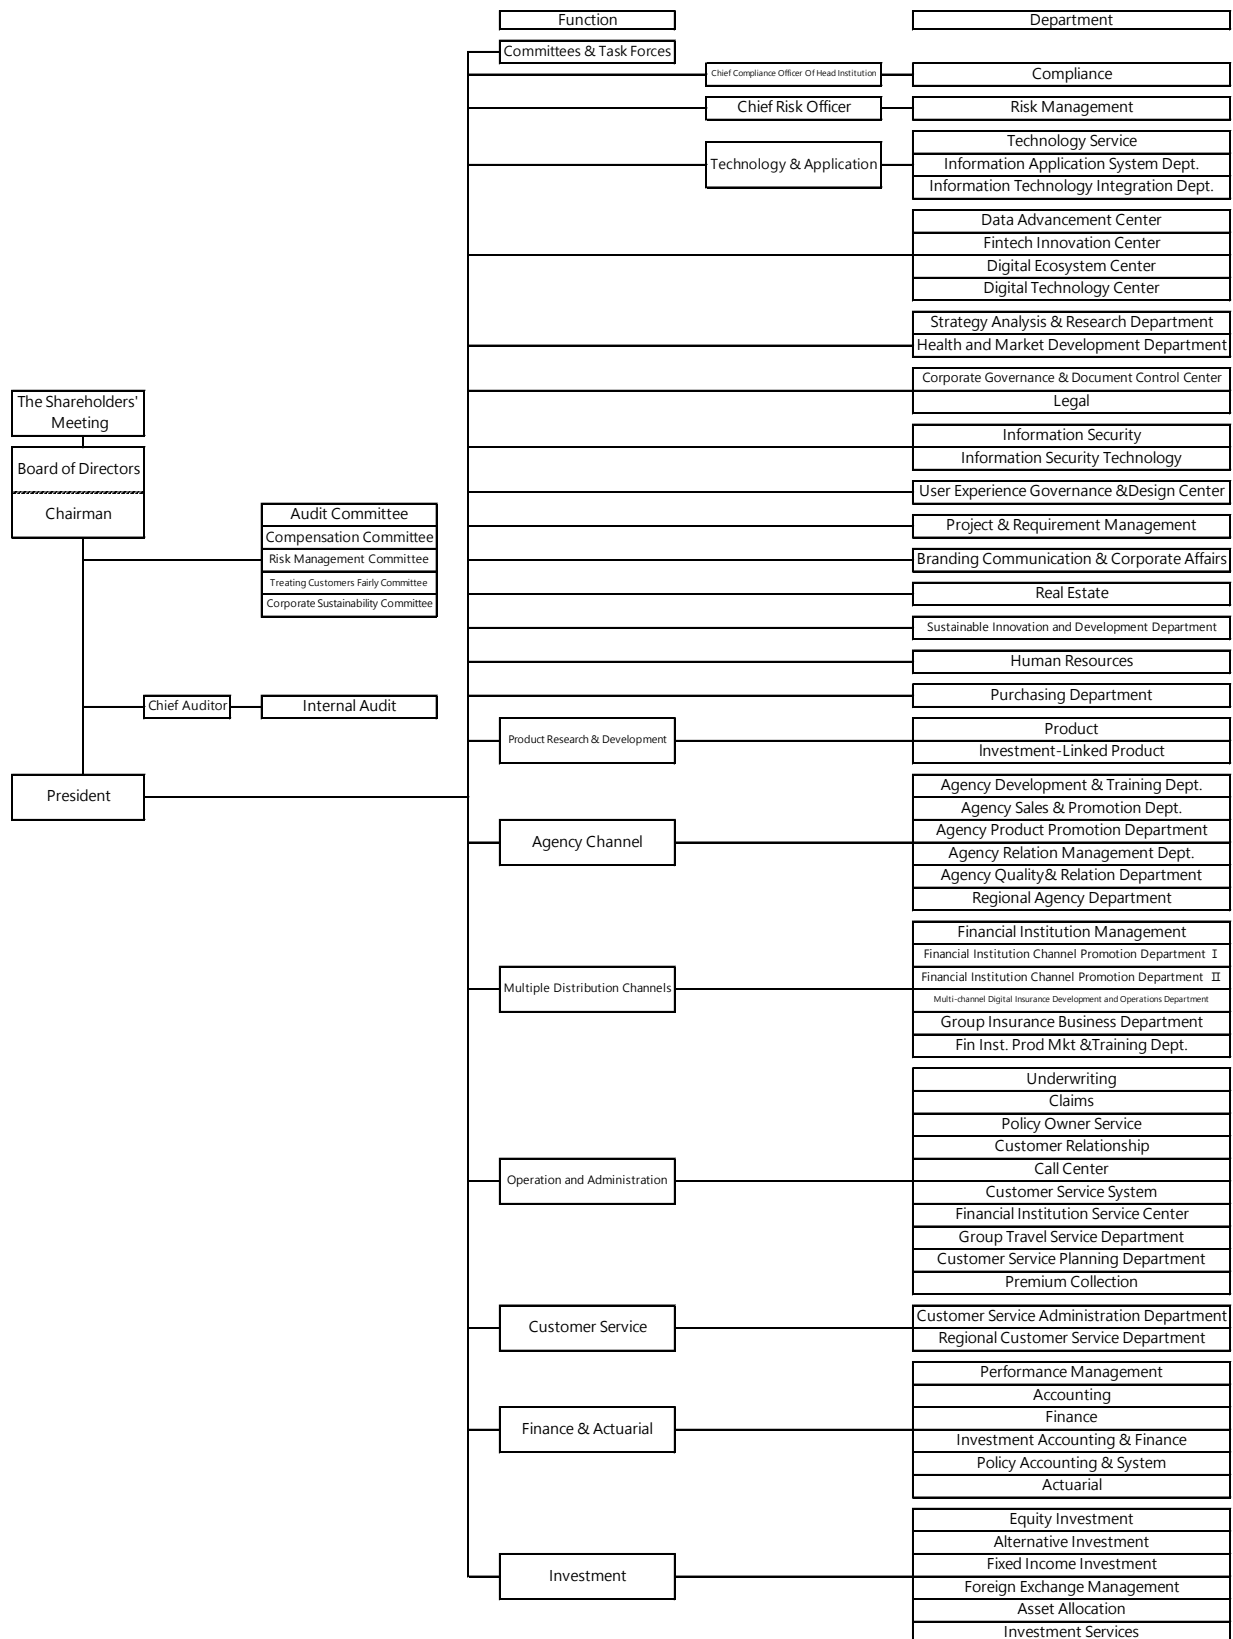 Function
Department
Committees & Task Forces
Chief Compliance Officer Of Head Institution
Compliance
Chief Risk Officer
Risk Management
Technology & Application
Technology Service
Information Application System Dept.
Information Technology Integration Dept.
Data Advancement Center
Fintech Innovation Center
Digital Ecosystem Center
Digital Technology Center
Strategy Analysis & Research Department
Health and Market Development Department
Corporate Governance & Document Control Center
Legal
The Shareholders'
Meeting
Board of Directors
Chairman
Information Security
Information Security Technology
User Experience Governance &Design Center
Audit Committee
Compensation Committee
Risk Management Committee
Treating Customers Fairly Committee
Corporate Sustainability Committee
Project & Requirement Management
Branding Communication & Corporate Affairs
Real Estate
Sustainable Innovation and Development Department
Human Resources
Chief Auditor
Internal Audit
Purchasing Department
Product Research & Development
Product
Investment-Linked Product
President
Agency Channel
Agency Development & Training Dept.
Agency Sales & Promotion Dept.
Agency Product Promotion Department
Agency Relation Management Dept.
Agency Quality& Relation Department
Regional Agency Department
Multiple Distribution Channels
Financial Institution Management
Financial Institution Channel Promotion Department Ⅰ
Financial Institution Channel Promotion Department Ⅱ
Multi-channel Digital Insurance Development and Operations Department
Group Insurance Business Department
Fin Inst. Prod Mkt &Training Dept.
Operation and Administration
Underwriting
Claims
Policy Owner Service
Customer Relationship
Call Center
Customer Service System
Financial Institution Service Center
Group Travel Service Department
Customer Service Planning Department
Premium Collection
Customer Service
Customer Service Administration Department
Regional Customer Service Department
Finance & Actuarial
Performance Management
Accounting
Finance
Investment Accounting & Finance
Policy Accounting & System
Actuarial
Investment
Equity Investment
Alternative Investment
Fixed Income Investment
Foreign Exchange Management
Asset Allocation
Investment Services